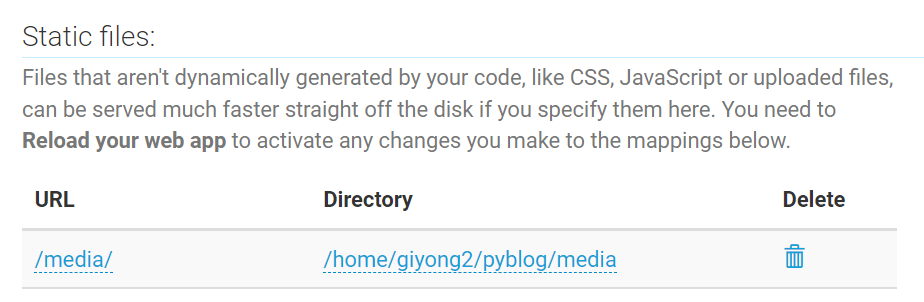 Static files:
Files that aren't dynamically generated by your code, like CSS, JavaScript or uploaded files,
can be served much faster straight off the disk if you specify them here. You need to
Reload your web app to activate any changes you make to the mappings below.
URL Directory Delete
/media/ /home/giyong2/pyblog/media